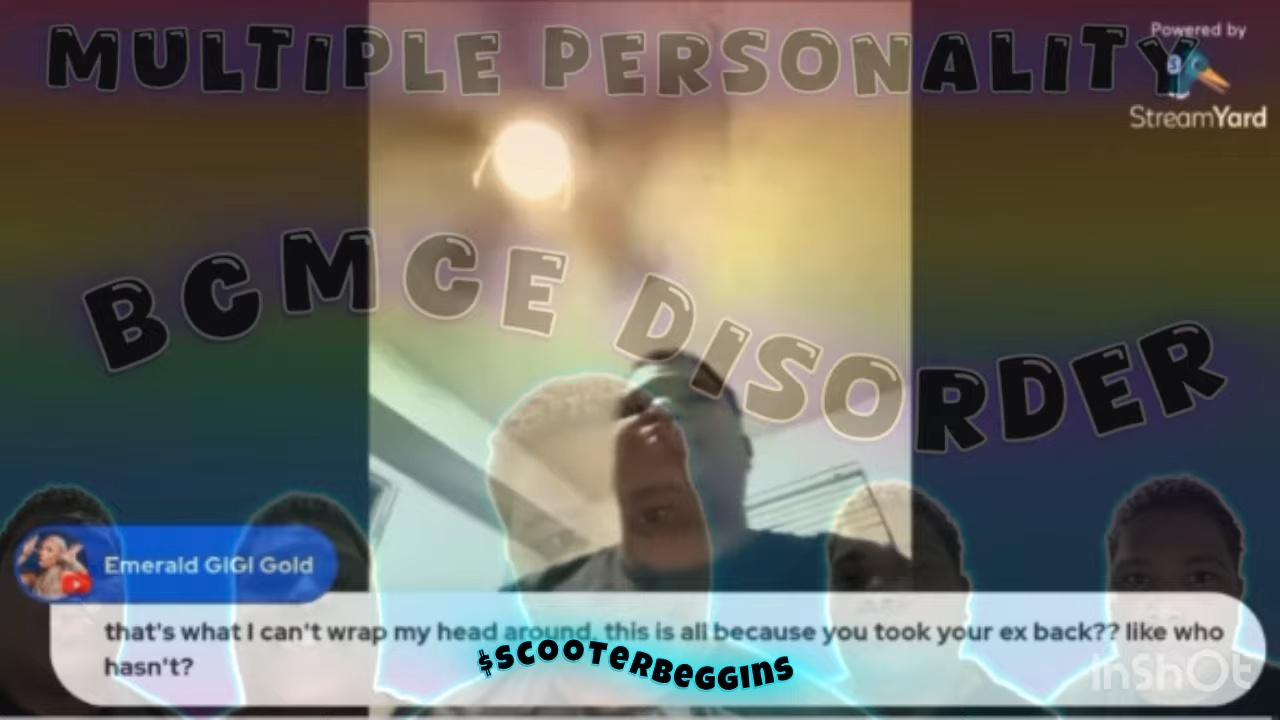 MULTIPLE PERSONALITY
Powered by
StreamYard
BCMCE DISORDER
Emerald GIGI Gold
that's what I can't wrap my head around, this is all because you took your ex back?? like who
hasn't?
$SCOOTERBEGGINS
InShOt